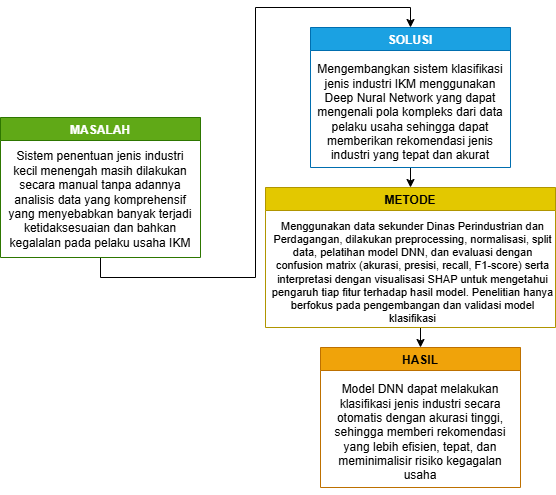 MASALAH
Sistem penentuan jenis industri
kecil menengah masih dilakukan
secara manual tanpa adannya
analisis data yang komprehensif
yang menyebabkan banyak terjadi
ketidaksesuaian dan bahkan
kegalalan pada pelaku usaha IKM
SOLUSI
Mengembangkan sistem klasifikasi
jenis industri IKM menggunakan
Deep Nural Network yang dapat
mengenali pola kompleks dari data
pelaku usaha sehingga dapat
memberikan rekomendasi jenis
industri yang tepat dan akurat
METODE
Menggunakan data sekunder Dinas Perindustrian dan
Perdagangan, dilakukan preprocessing, normalisasi, split
data, pelatihan model DNN, dan evaluasi dengan
confusion matrix (akurasi, presisi, recall, F1-score) serta
interpretasi dengan visualisasi SHAP untuk mengetahui
pengaruh tiap fitur terhadap hasil model. Penelitian hanya
berfokus pada pengembangan dan validasi model
klasifikasi
HASIL
Model DNN dapat melakukan
klasifikasi jenis industri secara
otomatis dengan akurasi tinggi,
sehingga memberi rekomendasi
yang lebih efisien, tepat, dan
meminimalisir risiko kegagalan
usaha